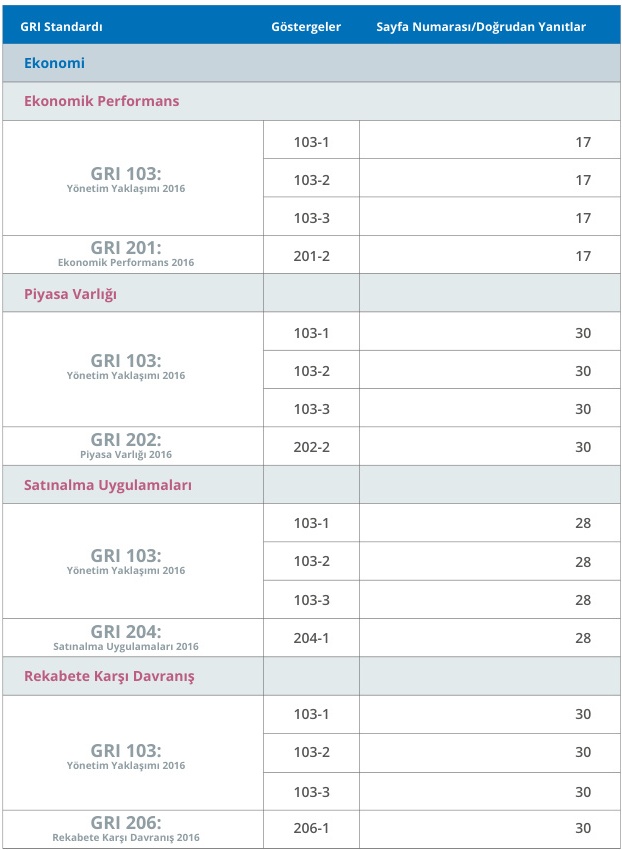 GRI Standardı Göstergeler Sayfa Numarası/Doğrudan Yanıtlar
Ekonomi
Ekonomik Performans
GRI 103:
Yönetim Yaklaşımı 2016
103-1 17
103-2 17
103-3 17
GRI 201:
Ekonomik Performans 2016
201-2 17
Piyasa Varlığı
GRI 103:
Yönetim Yaklaşımı 2016
103-1 30
103-2 30
103-3 30
GRI 202:
Piyasa Varlığı 2016
202-2 30
Satınalma Uygulamaları
GRI 103:
Yönetim Yaklaşımı 2016
103-1 28
103-2 28
103-3 28
GRI 204:
Satınalma Uygulamaları 2016
204-1 28
Rekabete Karşı Davranış
GRI 103:
Yönetim Yaklaşımı 2016
103-1 30
103-2 30
103-3 30
GRI 206:
Rekabete Karşı Davranış 2016
206-1 30